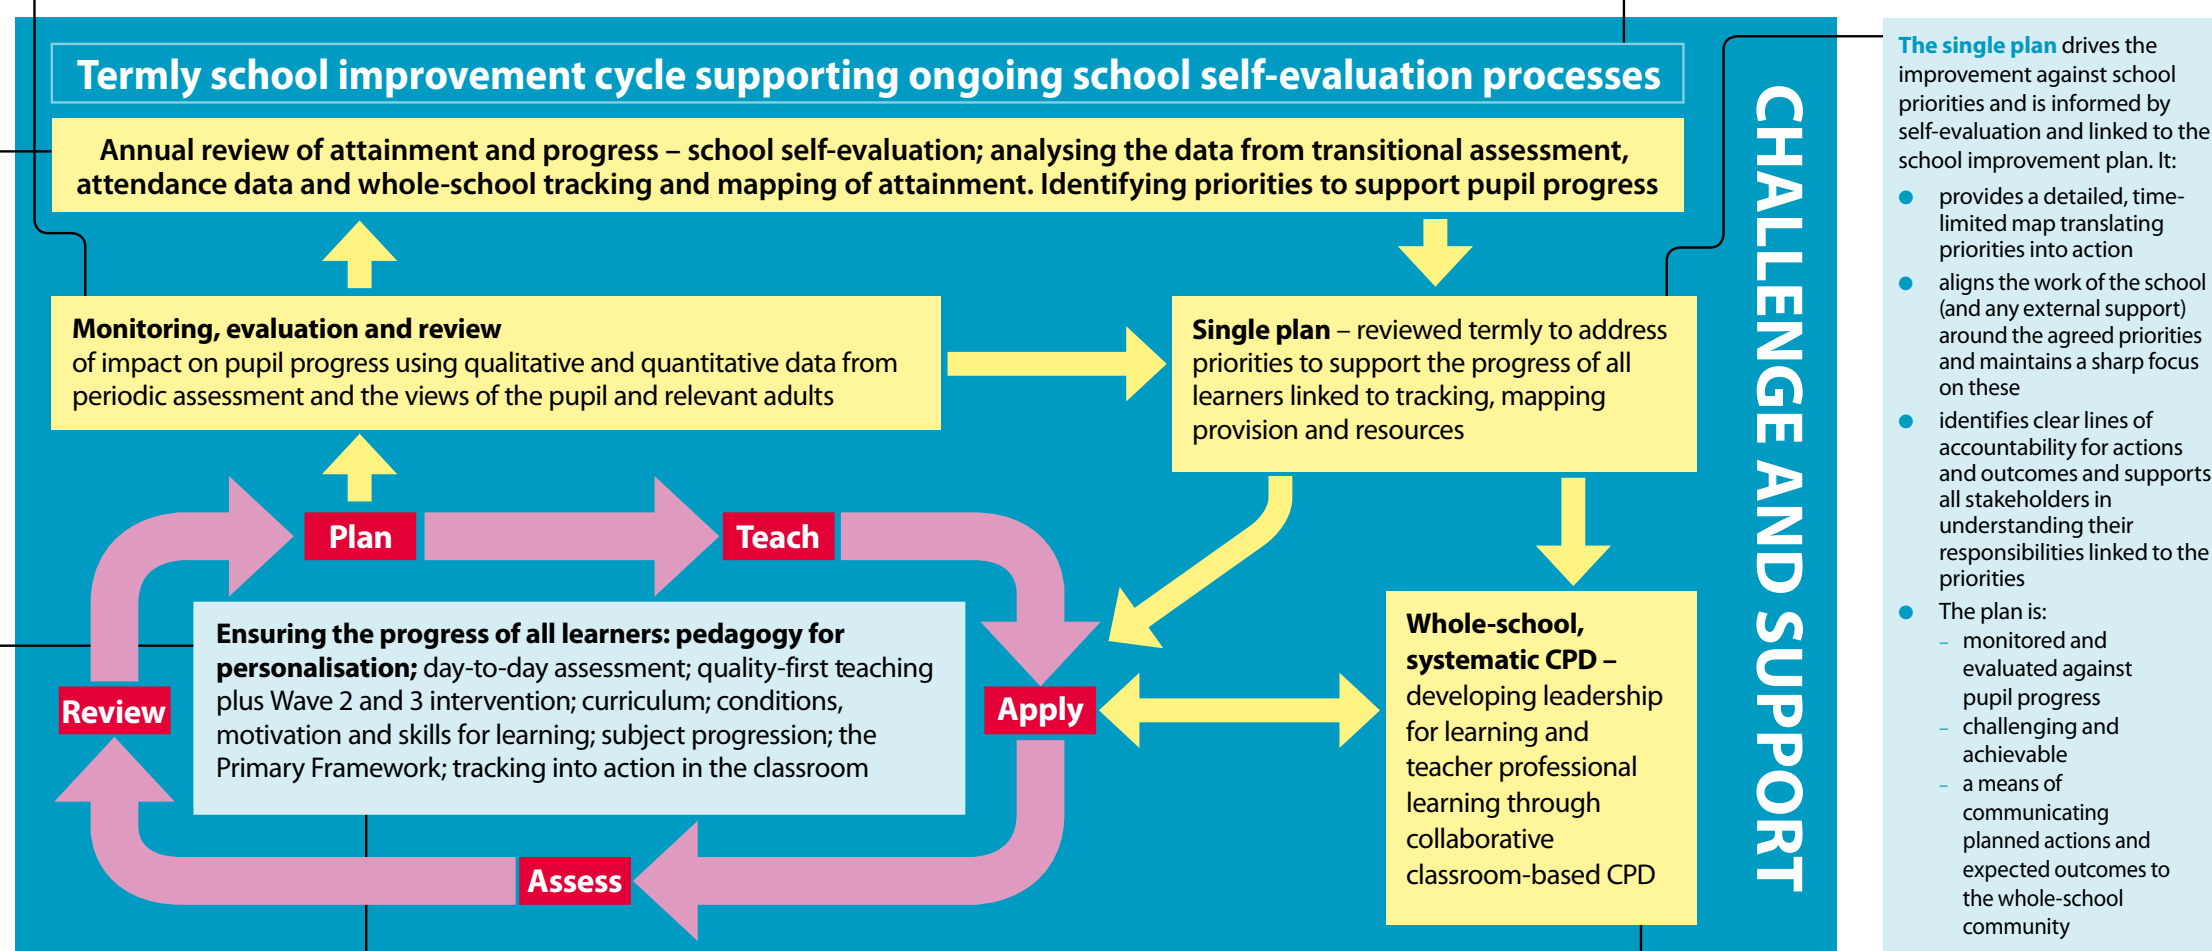 Termly school improvement cycle supporting ongoing school self-evaluation processes
Annual review of attainment and progress – school self-evaluation; analysing the data from transitional assessment,
attendance data and whole-school tracking and mapping of attainment. Identifying priorities to support pupil progress
Monitoring, evaluation and review
of impact on pupil progress using qualitative and quantitative data from
periodic assessment and the views of the pupil and relevant adults
Single plan – reviewed termly to address
priorities to support the progress of all
learners linked to tracking, mapping
provision and resources
Plan
Teach
Ensuring the progress of all learners: pedagogy for
personalisation; day-to-day assessment; quality-first teaching
plus Wave 2 and 3 intervention; curriculum; conditions,
motivation and skills for learning; subject progression; the
Primary Framework; tracking into action in the classroom
Review
Apply
Assess
Whole-school,
systematic CPD –
developing leadership
for learning and
teacher professional
learning through
collaborative
classroom-based CPD
CHALLENGE AND SUPPORT
The single plan drives the
improvement against school
priorities and is informed by
self-evaluation and linked to the
school improvement plan. It:
● provides a detailed, time-
limited map translating
priorities into action
● aligns the work of the school
(and any external support)
around the agreed priorities
and maintains a sharp focus
on these
● identifies clear lines of
accountability for actions
and outcomes and supports
all stakeholders in
understanding their
responsibilities linked to the
priorities
● The plan is:
– monitored and
evaluated against
pupil progress
– challenging and
achievable
– a means of
communicating
planned actions and
expected outcomes to
the whole-school
community